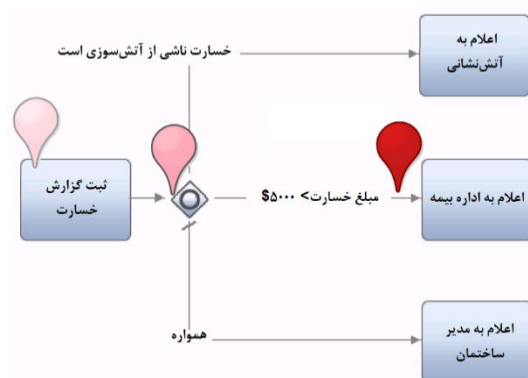 اعلام به
آتش‌نشانی
خسارت ناشی از آتش‌سوزی است
ثبت گزارش
خسارت
مبلغ خسارت> ۵۰۰۰$
اعلام به اداره بیمه
همواره
اعلام به مدیر
ساختمان